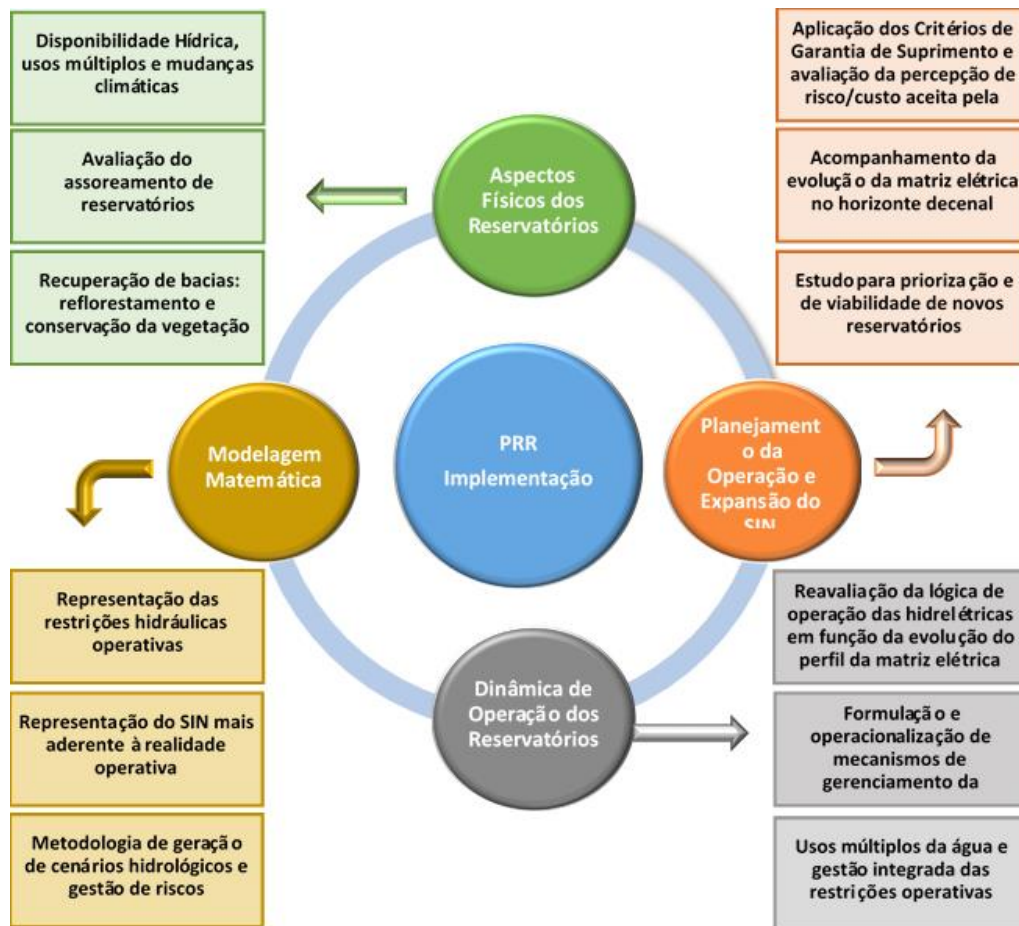 Disponibilidade Hídrica,
usos múltiplos e mudanças
climáticas
Avaliação do
assoreamento de
reservatórios
Recuperação de bacias:
reflorestamento e
conservação da vegetação
Aspectos
Físicos dos
Reservatórios
Aplicação dos Critérios de
Garantia de Suprimento e
avaliação da percepção de
risco/custo aceita pela
Acompanhamento da
evolução da matriz elétrica
no horizonte decenal
Estudo para priorização e
de viabilidade de novos
reservatórios
Modelagem
Matemática
PRR
Implementação
Planejament
o da
Operação e
Expansão do
SIN
Representação das
restrições hidráulicas
operativas
Representação do SIN mais
aderente à realidade
operativa
Metodologia de geração
de cenários hidrológicos e
gestão de riscos
Dinâmica de
Operação dos
Reservatórios
Reavaliação da lógica de
operação das hidrelétricas
em função da evolução do
perfil da matriz elétrica
Formulação e
operacionalização de
mecanismos de
gerenciamento da
Usos múltiplos da água e
gestão integrada das
restrições operativas